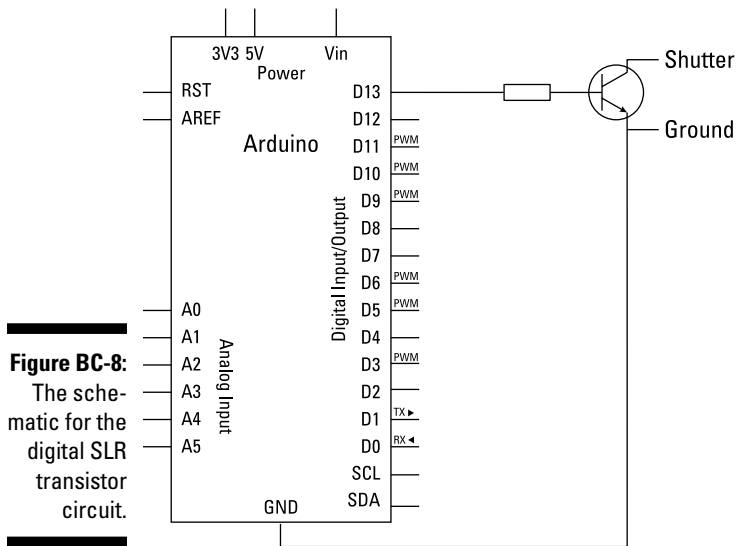 3V3 5V Vin
Power
RST D13
AREF D12
Arduino
D11 PWM
D10 PWM
D9 PWM
D8
D7
D6 PWM
D5 PWM
D4
D3 PWM
D2
D1 TX ▶
D0 RX ◀
SCL
SDA
Digital Input/Output
A0
A1
A2
A3
A4
A5
Analog Input
GND
Shutter
Ground
Figure BC-8:
The sche-
matic for the
digital SLR
transistor
circuit.